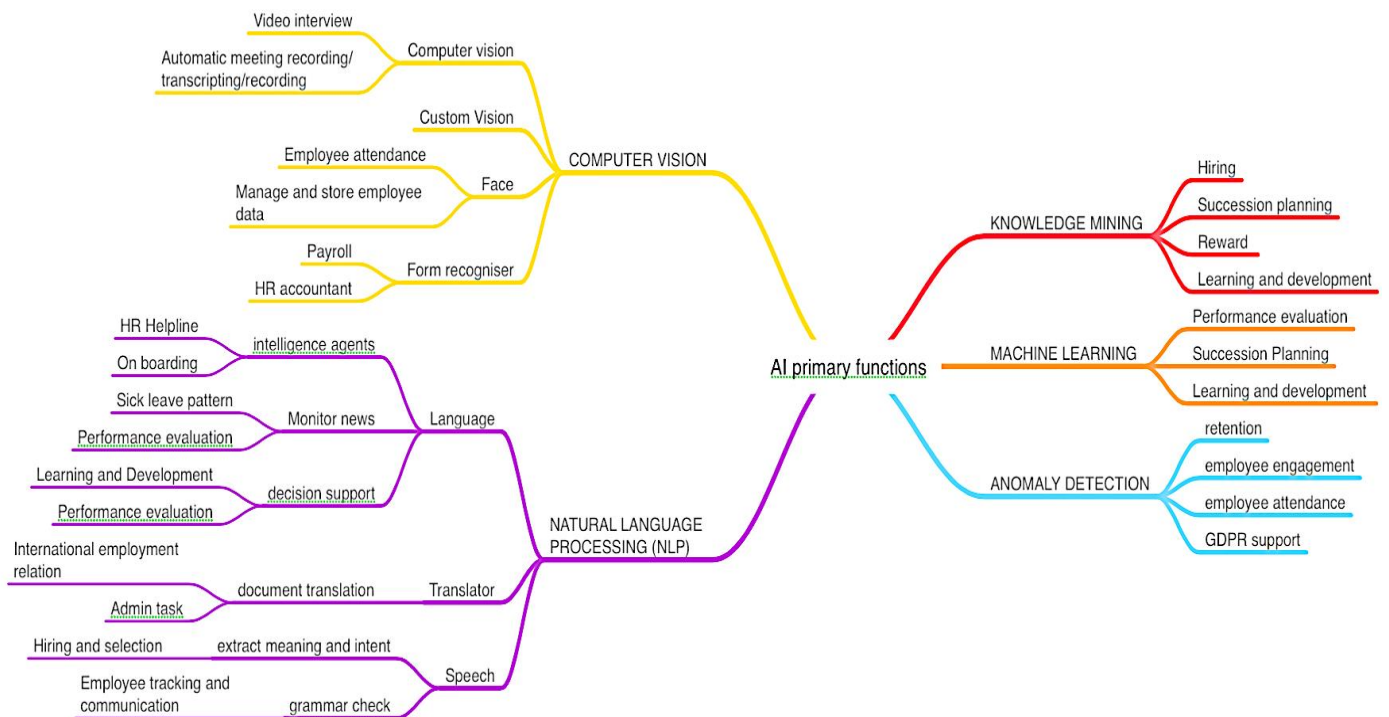 Video interview
Automatic meeting recording/
transcripting/recording
Computer vision
Custom Vision
Employee attendance
Manage and store employee
data
Face
Payroll
HR accountant
Form recogniser
COMPUTER VISION
HR Helpline
On boarding
intelligence agents
Sick leave pattern
Performance evaluation
Monitor news
Learning and Development
Performance evaluation
decision support
Language
International employment
relation
Admin task
document translation
Translator
Hiring and selection
extract meaning and intent
Employee tracking and
communication
grammar check
Speech
NATURAL LANGUAGE
PROCESSING (NLP)
AI primary functions
KNOWLEDGE MINING
Hiring
Succession planning
Reward
Learning and development
MACHINE LEARNING
Performance evaluation
Succession Planning
Learning and development
ANOMALY DETECTION
retention
employee engagement
employee attendance
GDPR support